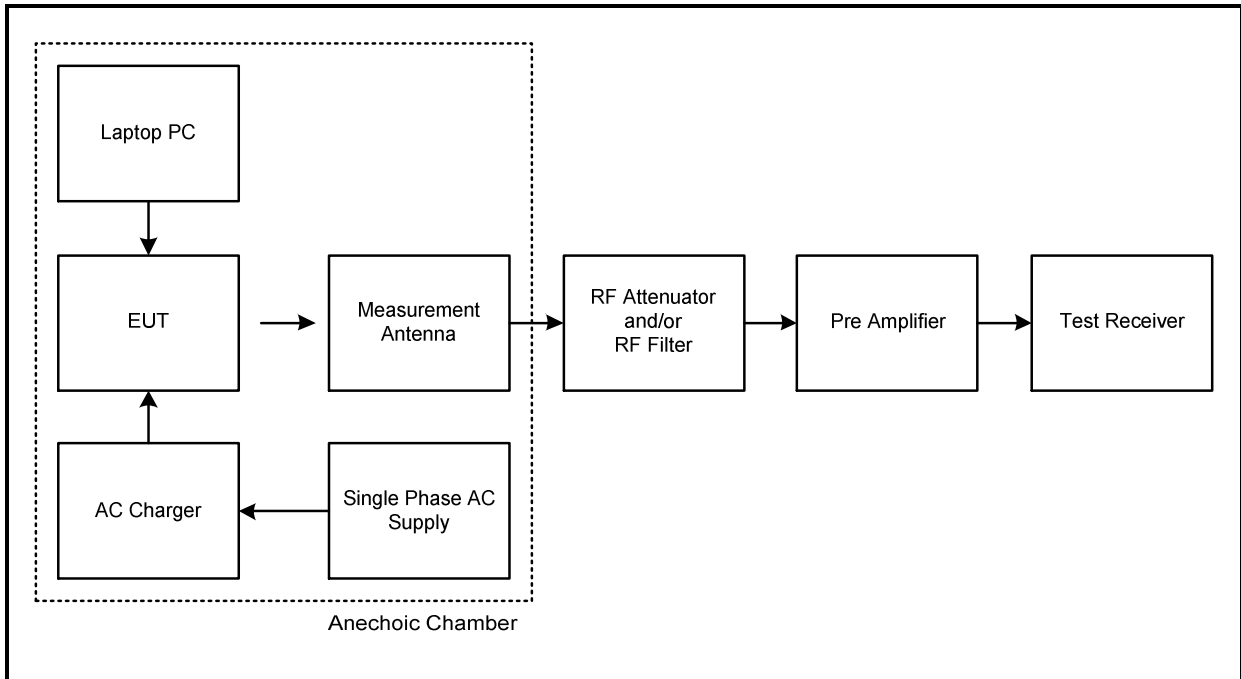 Laptop PC
EUT
Measurement
Antenna
RF Attenuator
and/or
RF Filter
Pre Amplifier
Test Receiver
AC Charger
Single Phase AC
Supply
Anechoic Chamber